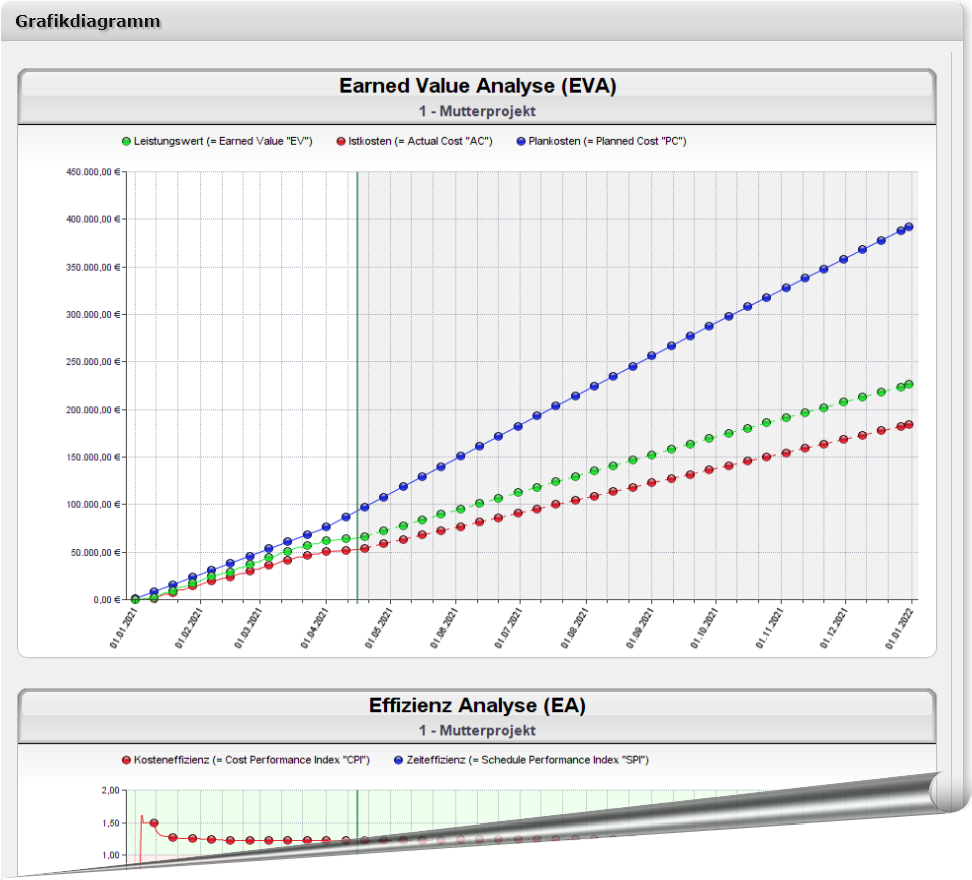 Grafikdiagramm
Earned Value Analyse (EVA)
1 - Mutterprojekt
Leistungswert (= Earned Value "EV") Istkosten (= Actual Cost "AC") Plankosten (= Planned Cost "PC")
450.000,00 €
400.000,00 €
350.000,00 €
300.000,00 €
250.000,00 €
200.000,00 €
150.000,00 €
100.000,00 €
50.000,00 €
0,00 €
01.01.2021 01.02.2021 01.03.2021 01.04.2021 01.05.2021 01.06.2021 01.07.2021 01.08.2021 01.09.2021 01.10.2021 01.11.2021 01.12.2021 01.01.2022
Effizienz Analyse (EA)
1 - Mutterprojekt
Kosteneffizienz (= Cost Performance Index "CPI") Zeiteffizienz (= Schedule Performance Index "SPI")
2,00
1,50
1,00